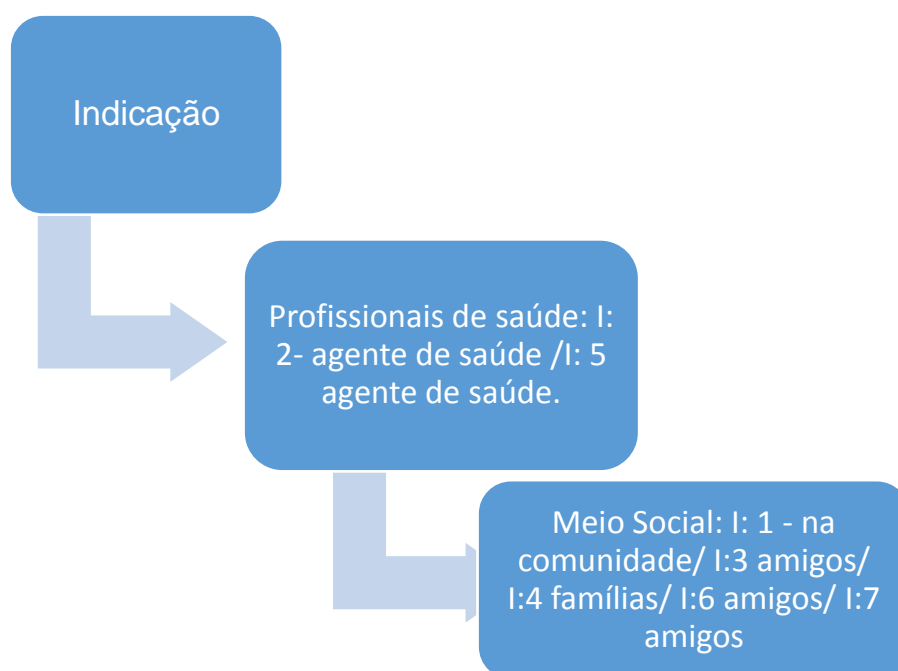 Indicação
Profissionais de saúde: I:
2- agente de saúde /I: 5
agente de saúde.
Meio Social: I: 1 - na
comunidade/ I:3 amigos/
I:4 famílias/ I:6 amigos/ I:7
amigos